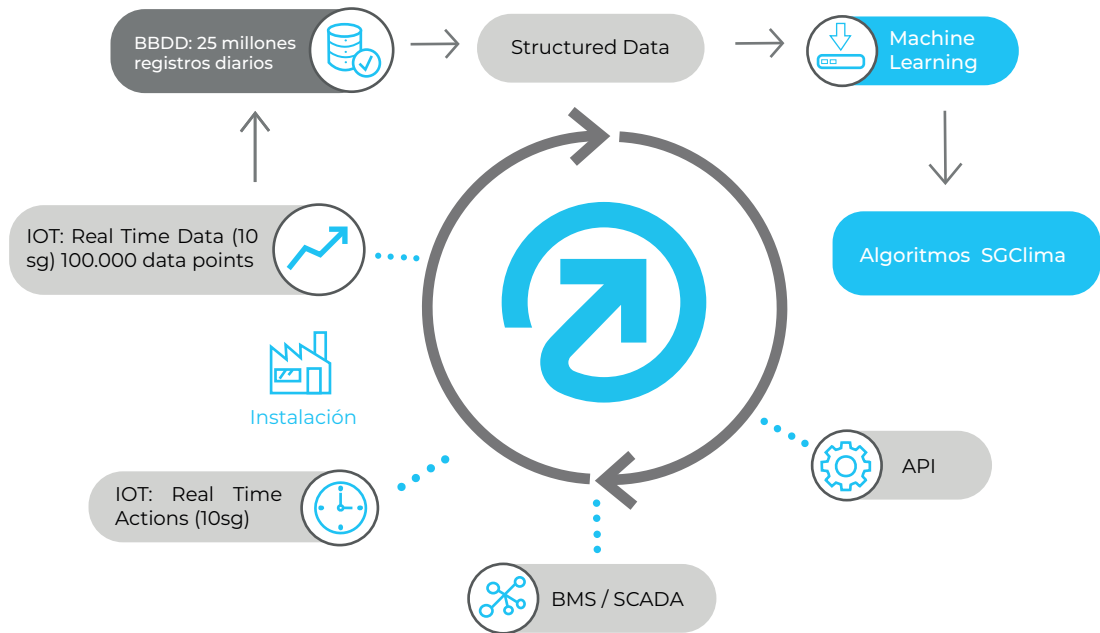 BBDD: 25 millones
registros diarios
Structured Data
Machine
Learning
IOT: Real Time Data (10
sg) 100.000 data points
Algoritmos SGClima
Instalación
API
IOT: Real Time
Actions (10sg)
BMS / SCADA